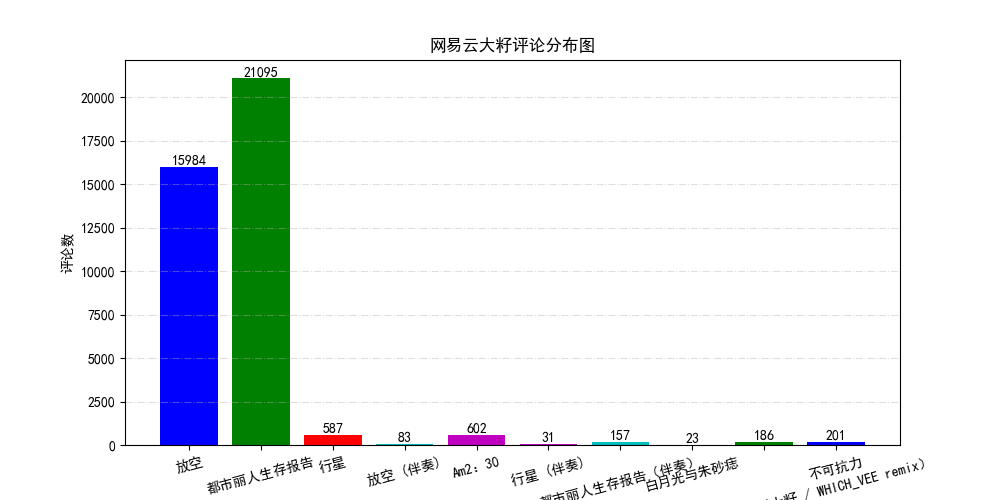 网易云大籽评论分布图
评论数
20000
17500
15000
12500
10000
7500
5000
2500
0
15984
21095
587
83
602
31
157
23
186
201
放空
都市丽人生存报告
行星
放空（伴奏）
Am2：30
行星（伴奏）
都市丽人生存报告（伴奏）
白月光与朱砂痣
籽 / WHICH_VEE remix）
不可抗力